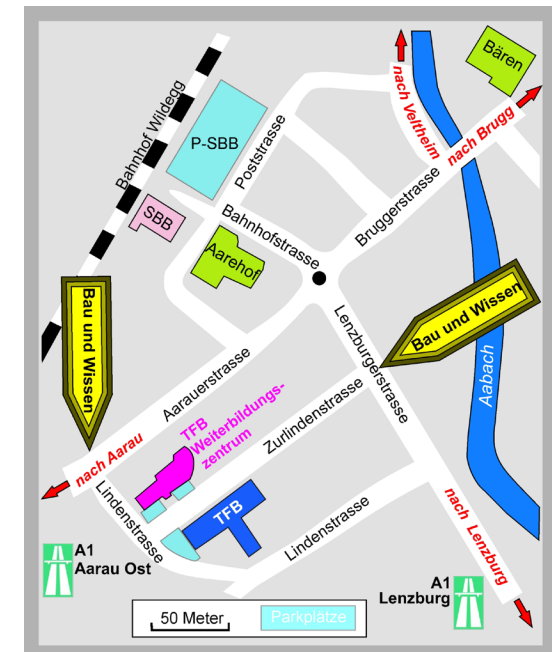 Bären
nach Veltheim
nach Brugg
Bahnhof Wildegg
P-SBB
Poststrasse
SBB
Bahnhofstrasse
Bruggerstrasse
Aarehof
Bau und Wissen
Bau und Wissen
Aabach
Lenzburgerstrasse
Aarauerstrasse
Zurlindenstrasse
TFB
Weiterbildungs-
zentrum
nach Aarau
Lindenstrasse
TFB
Lindenstrasse
nach Lenzburg
A1
Aarau Ost
A1
Lenzburg
50 Meter
Parkplätze